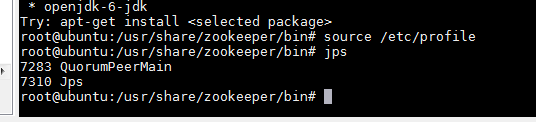 * openjdk-6-jdk
Try: apt-get install <selected package>
root@ubuntu:/usr/share/zookeeper/bin# source /etc/profile
root@ubuntu:/usr/share/zookeeper/bin# jps
7283 QuorumPeerMain
7310 Jps
root@ubuntu:/usr/share/zookeeper/bin#